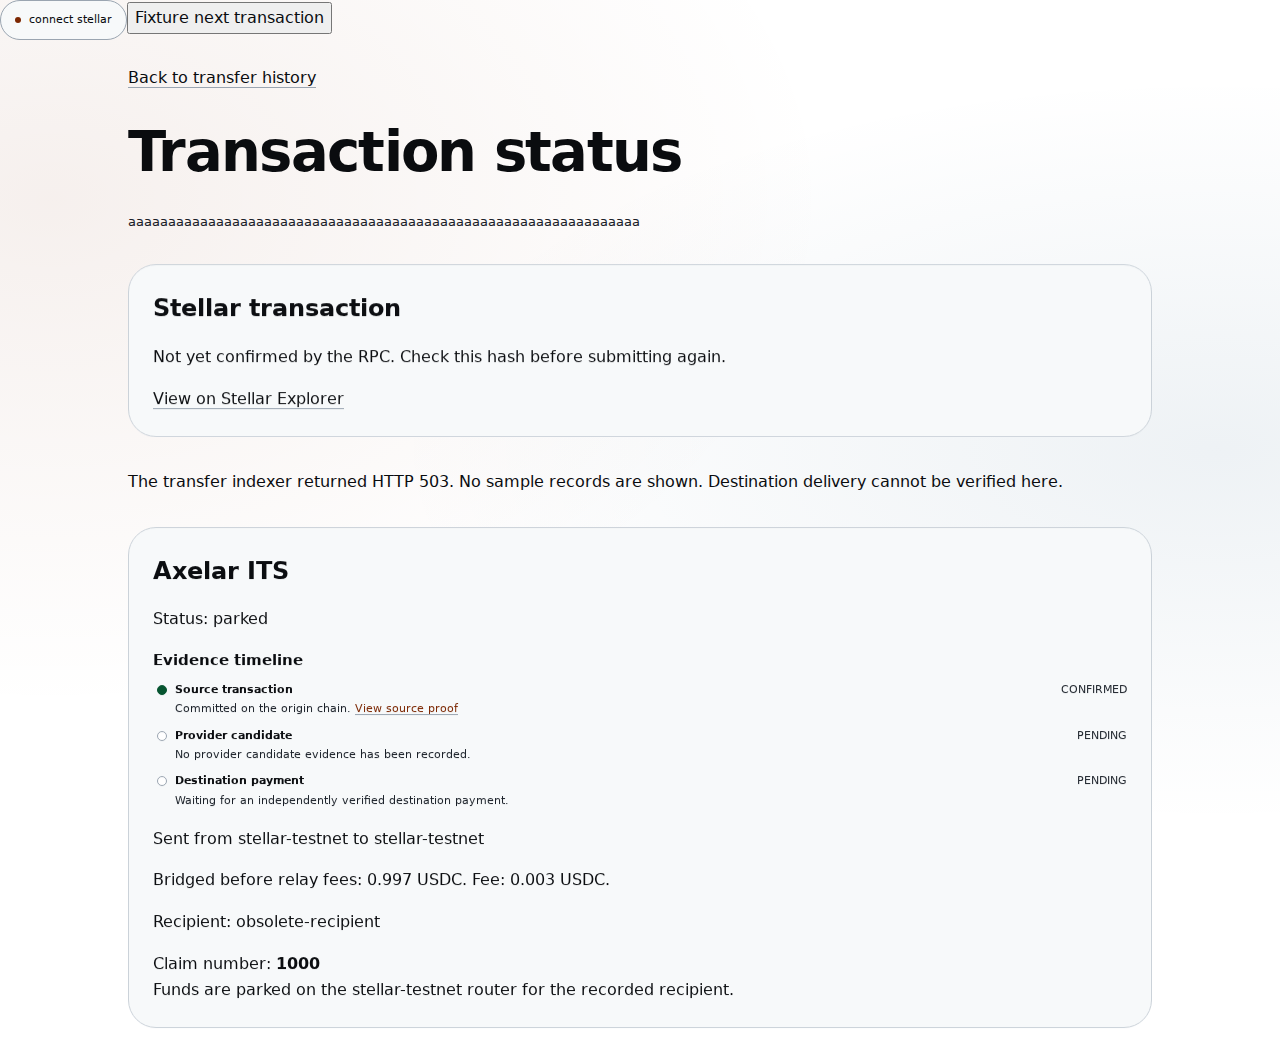 connect stellar
Fixture next transaction
Back to transfer history
Transaction status
aaaaaaaaaaaaaaaaaaaaaaaaaaaaaaaaaaaaaaaaaaaaaaaaaaaaaaaaaaaaaaaa
Stellar transaction
Not yet confirmed by the RPC. Check this hash before submitting again.
View on Stellar Explorer
The transfer indexer returned HTTP 503. No sample records are shown. Destination delivery cannot be verified here.
Axelar ITS
Status: parked
Evidence timeline
Source transaction CONFIRMED
Committed on the origin chain. View source proof
Provider candidate PENDING
No provider candidate evidence has been recorded.
Destination payment PENDING
Waiting for an independently verified destination payment.
Sent from stellar-testnet to stellar-testnet
Bridged before relay fees: 0.997 USDC. Fee: 0.003 USDC.
Recipient: obsolete-recipient
Claim number: 1000
Funds are parked on the stellar-testnet router for the recorded recipient.